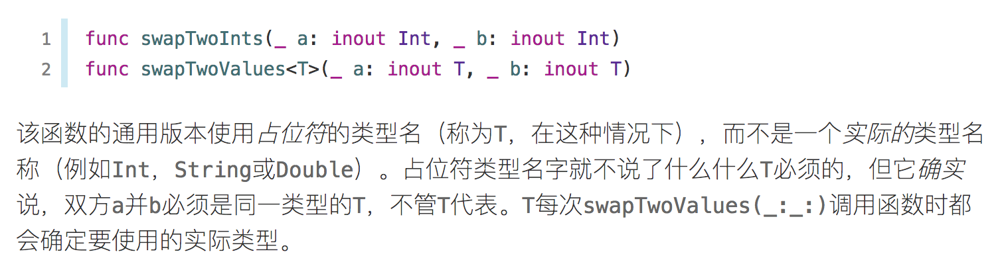 1 func swapTwoInts(_ a: inout Int, _ b: inout Int)
2 func swapTwoValues<T>(_ a: inout T, _ b: inout T)
该函数的通用版本使用占位符的类型名（称为T，在这种情况下），而不是一个实际的类型名
称（例如Int，String或Double）。占位符类型名字就不说了什么什么T必须的，但它确实
说，双方a并b必须是同一类型的T，不管T代表。T每次swapTwoValues(_:_:)调用函数时都
会确定要使用的实际类型。